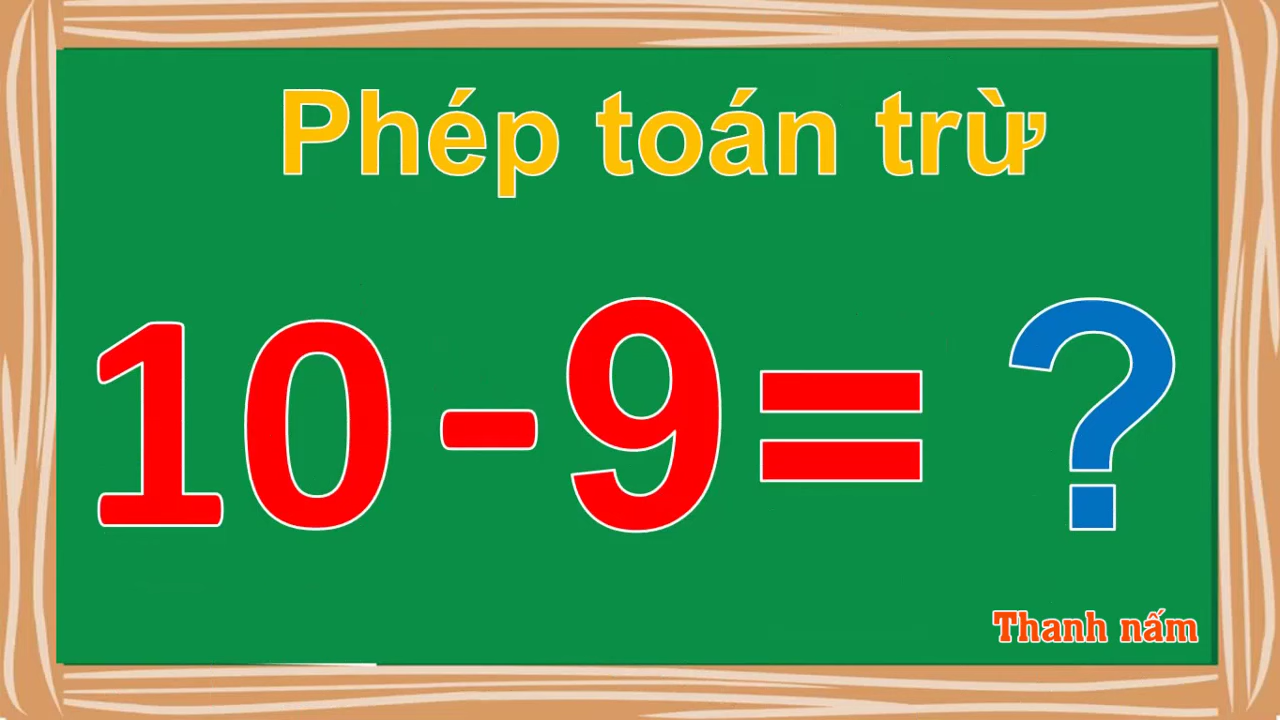 Phép toán trừ
10 - 9 = ?
Thanh nấm